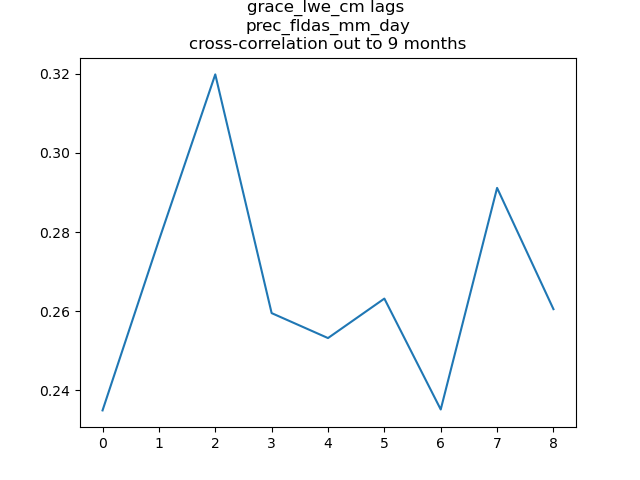 grace_lwe_cm lags
prec_fldas_mm_day
cross-correlation out to 9 months
0.32
0.30
0.28
0.26
0.24
0 1 2 3 4 5 6 7 8